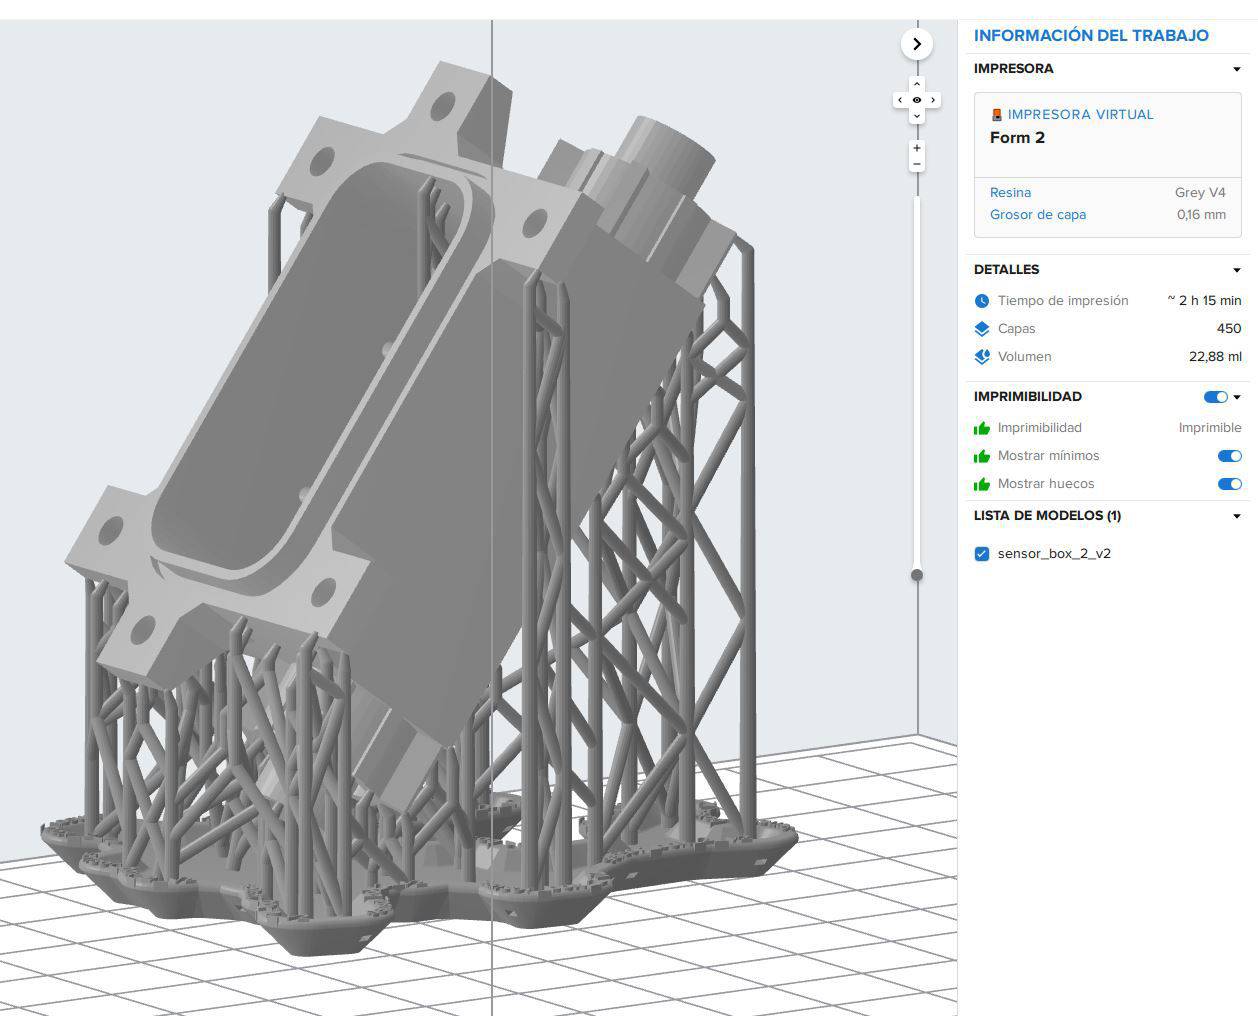 INFORMACIÓN DEL TRABAJO
IMPRESORA
IMPRESORA VIRTUAL
Form 2
Resina Grey V4
Grosor de capa 0,16 mm
DETALLES
Tiempo de impresión ~ 2 h 15 min
Capas 450
Volumen 22,88 ml
IMPRIMIBILIDAD
Imprimibilidad Imprimible
Mostrar mínimos
Mostrar huecos
LISTA DE MODELOS (1)
sensor_box_2_v2